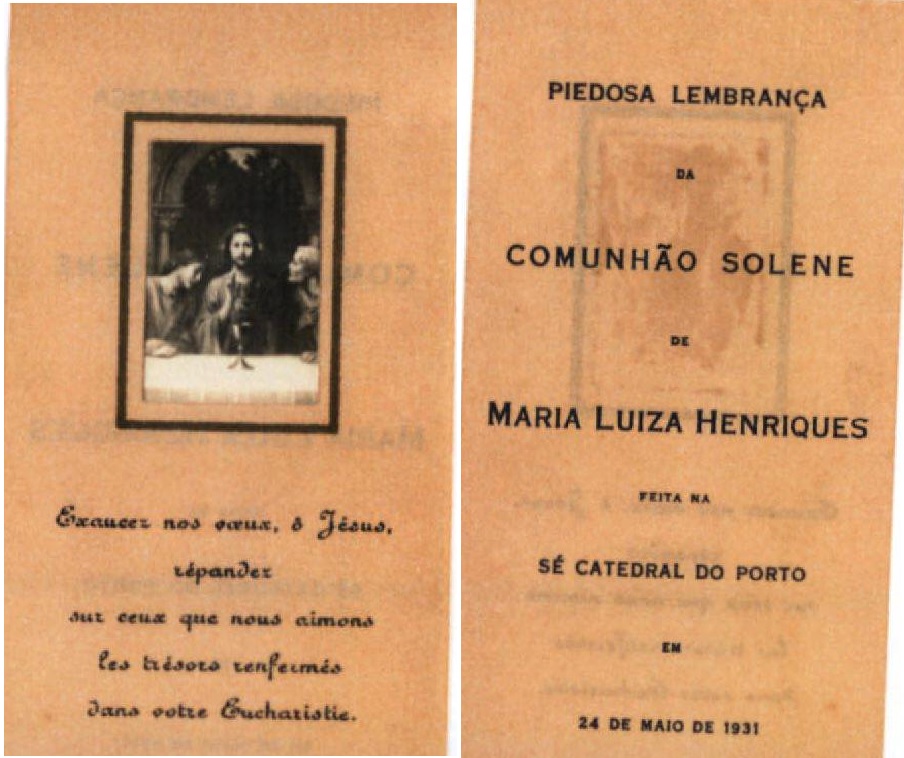 Exaucez nos vœux, ô Jésus,
répandez
sur ceux que nous aimons
les trésors renfermés
dans votre Eucharistie.
PIEDOSA LEMBRANÇA
DA
COMUNHÃO SOLENE
DE
MARIA LUIZA HENRIQUES
FEITA NA
SÉ CATEDRAL DO PORTO
EM
24 DE MAIO DE 1931